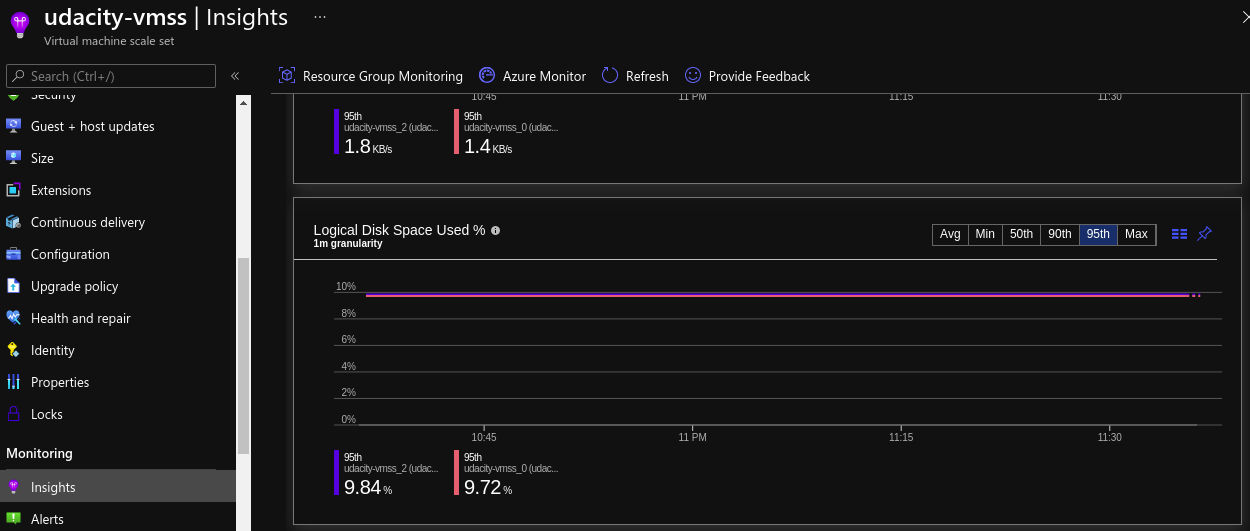 udacity-vmss | Insights ...
Virtual machine scale set
Search (Ctrl+/)
«
Resource Group Monitoring
Azure Monitor
Refresh
Provide Feedback
Security
Guest + host updates
Size
Extensions
Continuous delivery
Configuration
Upgrade policy
Health and repair
Identity
Properties
Locks
Monitoring
Insights
Alerts
10:45 11 PM 11:15 11:30
95th
udacity-vmss_2 (udac...
1.8 KB/s
95th
udacity-vmss_0 (udac...
1.4 KB/s
Logical Disk Space Used %
1m granularity
Avg Min 50th 90th 95th Max
10%
8%
6%
4%
2%
0%
10:45 11 PM 11:15 11:30
95th
udacity-vmss_2 (udac...
9.84 %
95th
udacity-vmss_0 (udac...
9.72 %